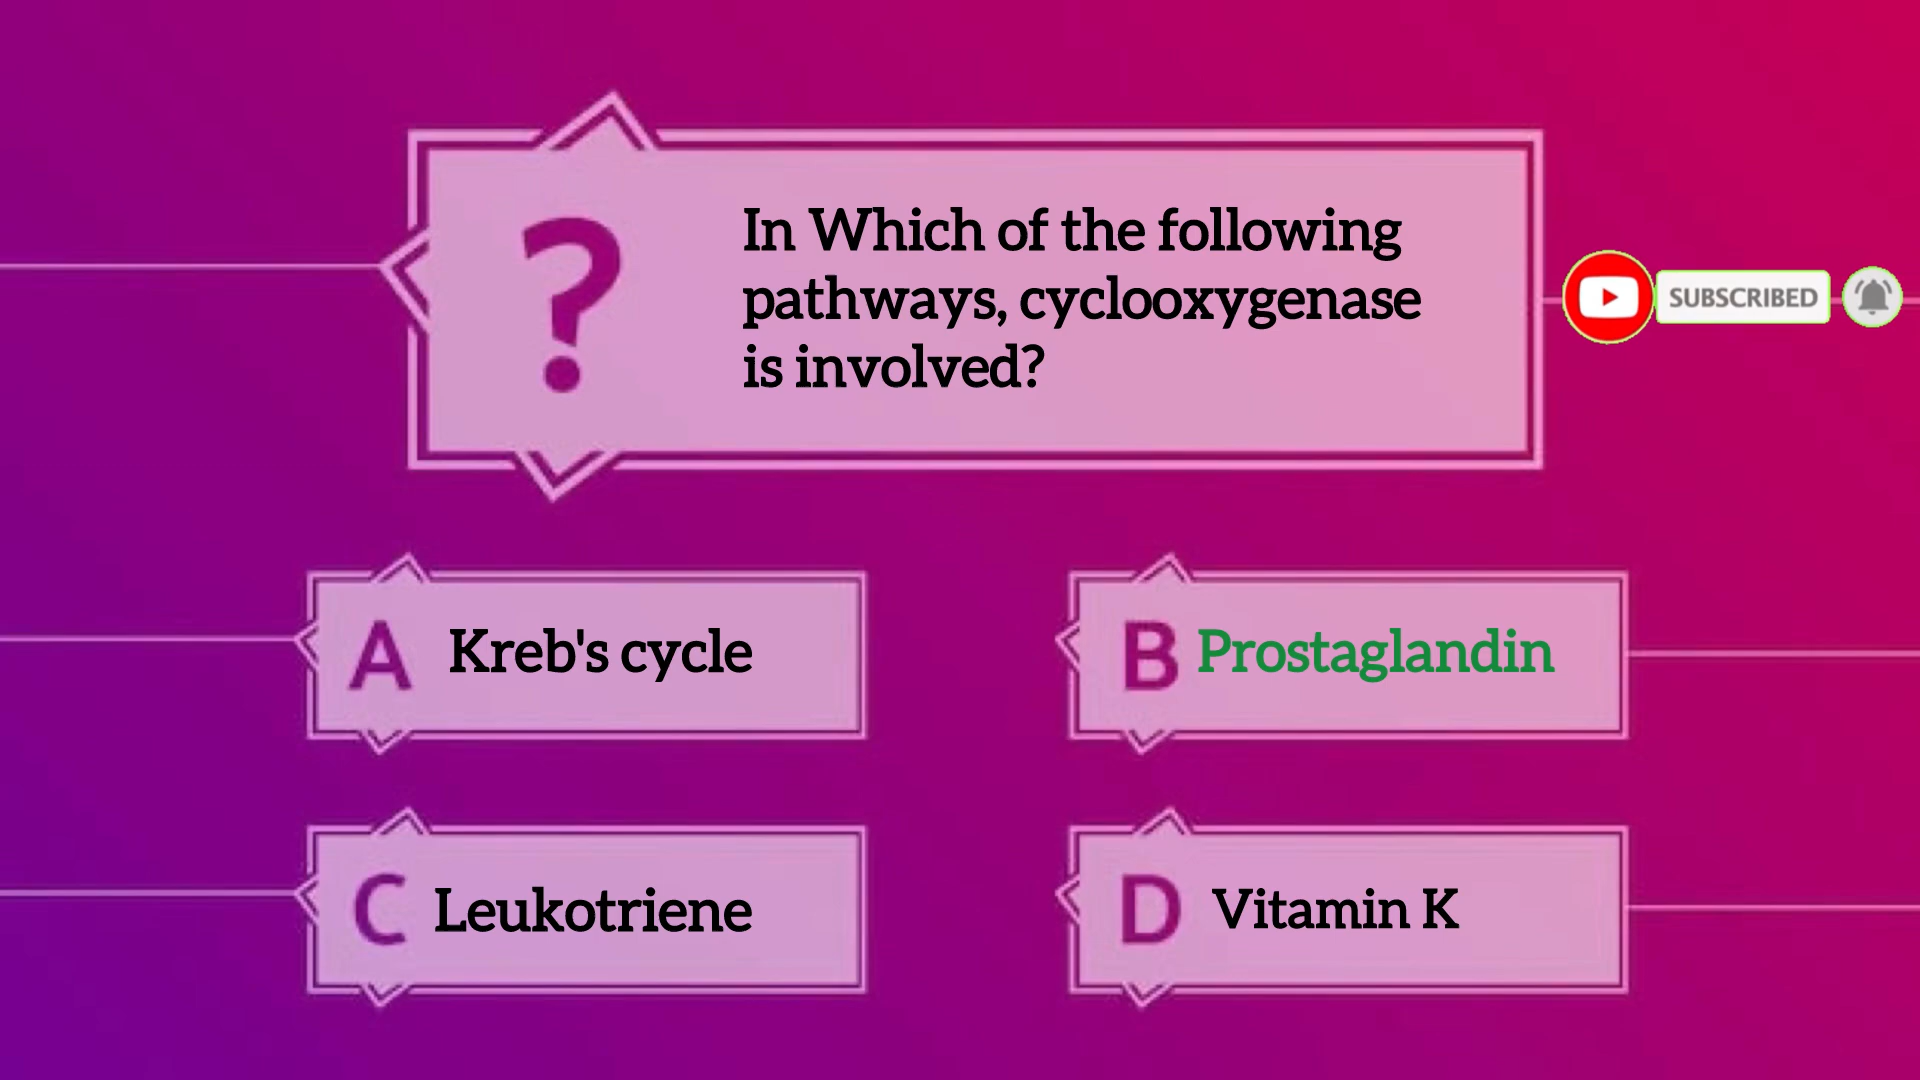 ?
In Which of the following
pathways, cyclooxygenase
is involved?
SUBSCRIBED
A Kreb's cycle
B Prostaglandin
C Leukotriene
D Vitamin K